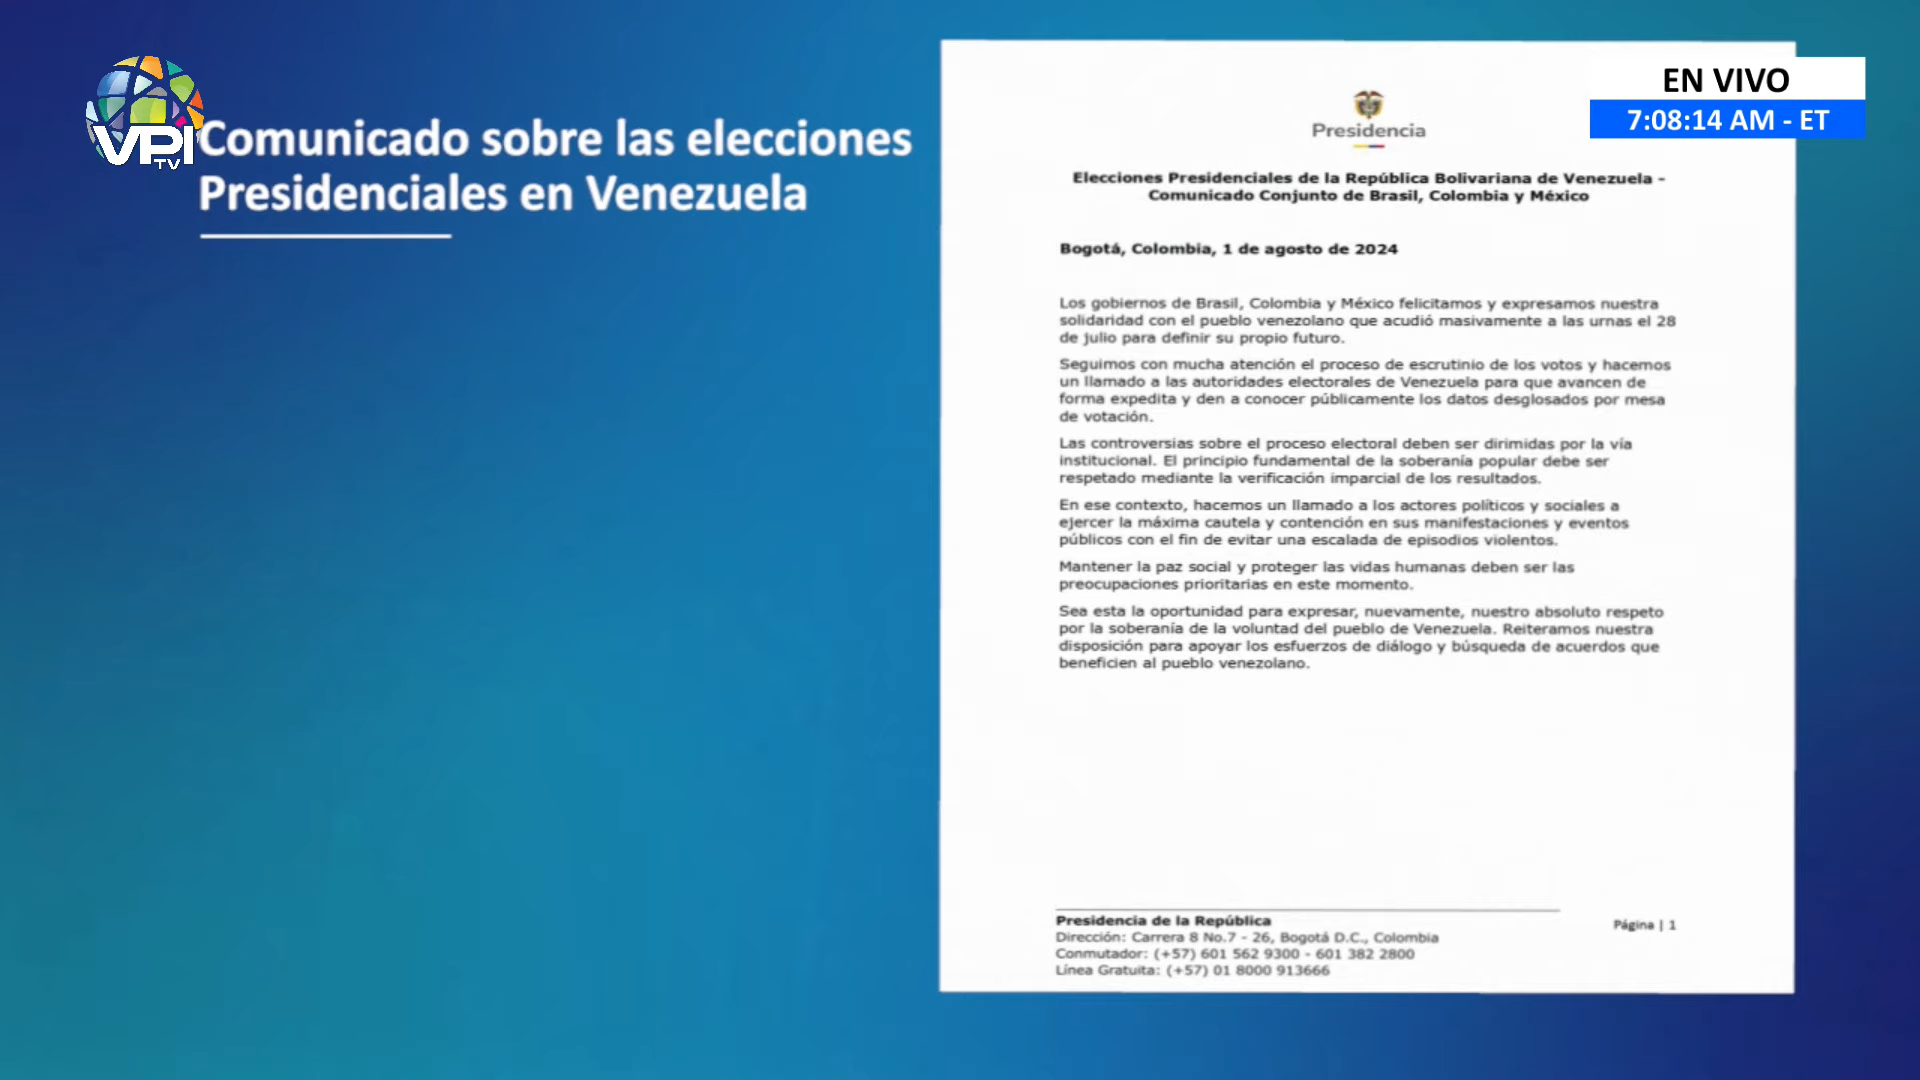 VPI
TV
Comunicado sobre las elecciones
Presidenciales en Venezuela
EN VIVO
7:08:14 AM - ET
Presidencia
Elecciones Presidenciales de la República Bolivariana de Venezuela -
Comunicado Conjunto de Brasil, Colombia y México
Bogotá, Colombia, 1 de agosto de 2024
Los gobiernos de Brasil, Colombia y México felicitamos y expresamos nuestra
solidaridad con el pueblo venezolano que acudió masivamente a las urnas el 28
de julio para definir su propio futuro.
Seguimos con mucha atención el proceso de escrutinio de los votos y hacemos
un llamado a las autoridades electorales de Venezuela para que avancen de
forma expedita y den a conocer públicamente los datos desglosados por mesa
de votación.
Las controversias sobre el proceso electoral deben ser dirimidas por la vía
institucional. El principio fundamental de la soberanía popular debe ser
respetado mediante la verificación imparcial de los resultados.
En ese contexto, hacemos un llamado a los actores políticos y sociales a
ejercer la máxima cautela y contención en sus manifestaciones y eventos
públicos con el fin de evitar una escalada de episodios violentos.
Mantener la paz social y proteger las vidas humanas deben ser las
preocupaciones prioritarias en este momento.
Sea esta la oportunidad para expresar, nuevamente, nuestro absoluto respeto
por la soberanía de la voluntad del pueblo de Venezuela. Reiteramos nuestra
disposición para apoyar los esfuerzos de diálogo y búsqueda de acuerdos que
beneficien al pueblo venezolano.
Presidencia de la República
Dirección: Carrera 8 No.7 - 26, Bogotá D.C., Colombia
Conmutador: (+57) 601 562 9300 - 601 382 2800
Línea Gratuita: (+57) 01 8000 913666
Página | 1